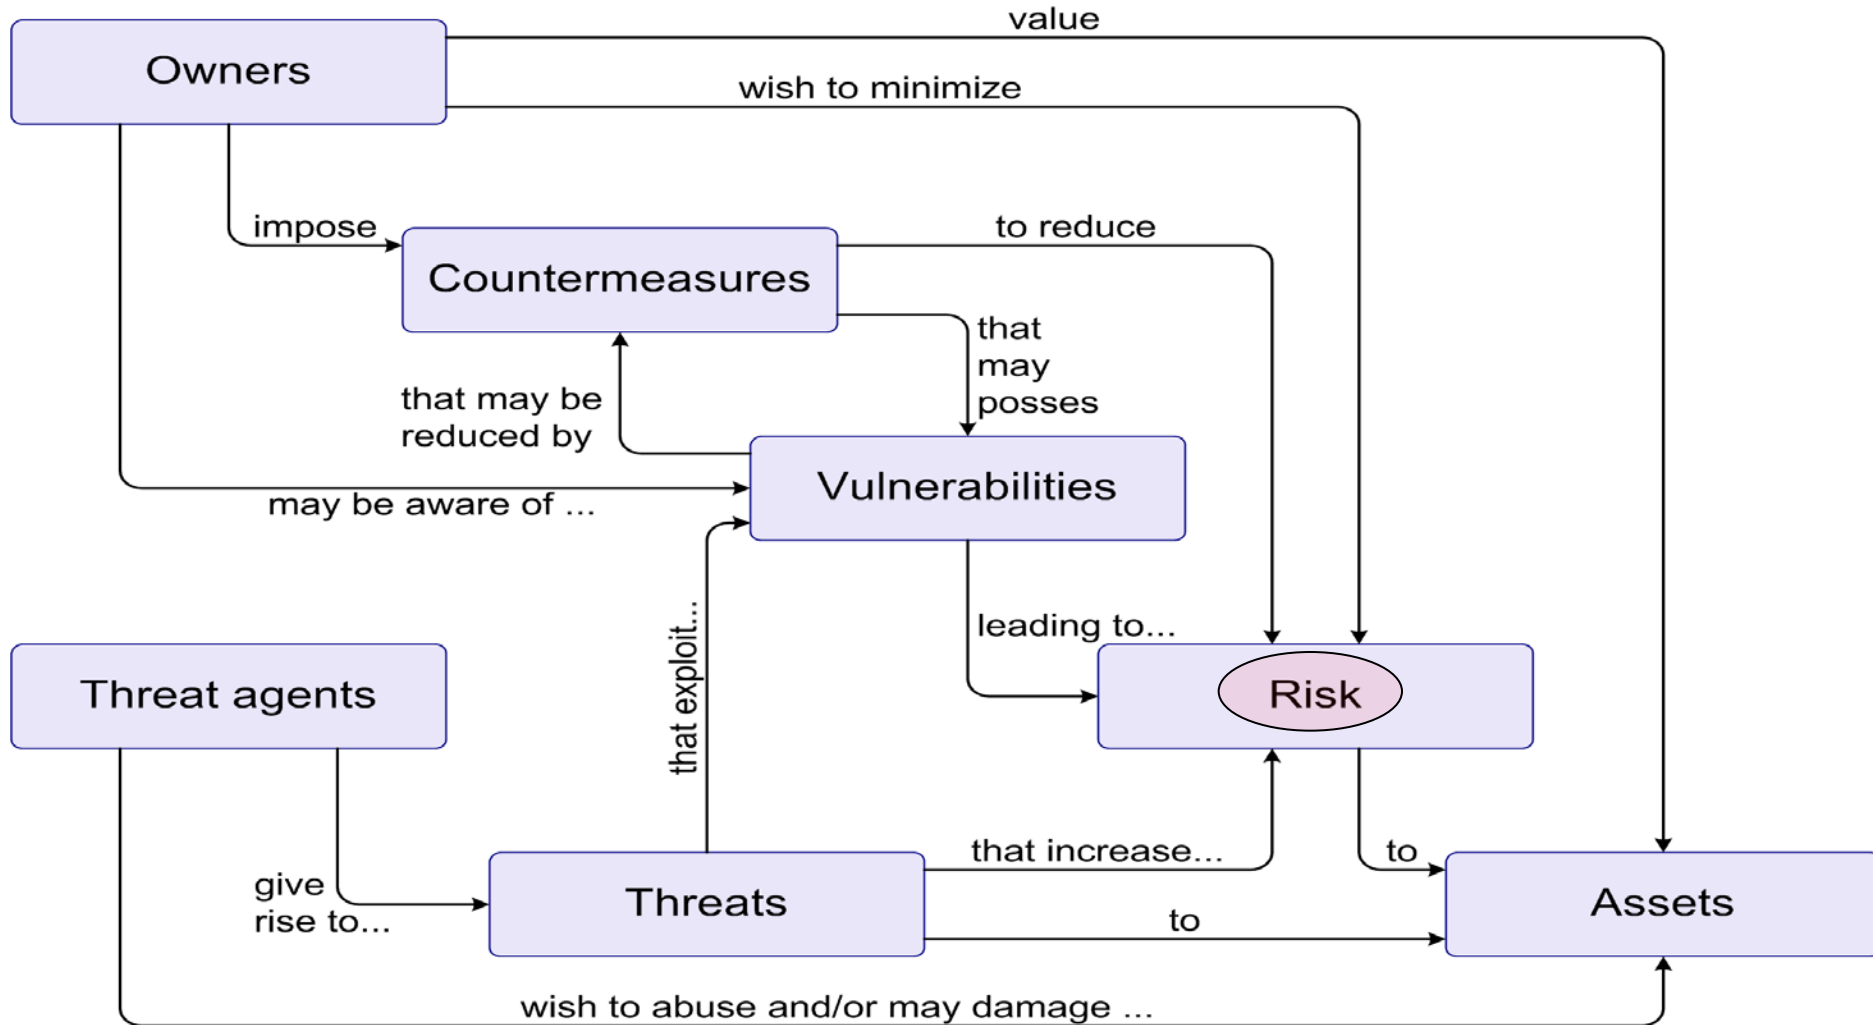 value
Owners
wish to minimize
impose
to reduce
Countermeasures
that
may
posses
that may be
reduced by
Vulnerabilities
may be aware of ...
that exploit...
leading to...
Threat agents
Risk
that increase...
to
give
rise to...
Threats
to
Assets
wish to abuse and/or may damage ...